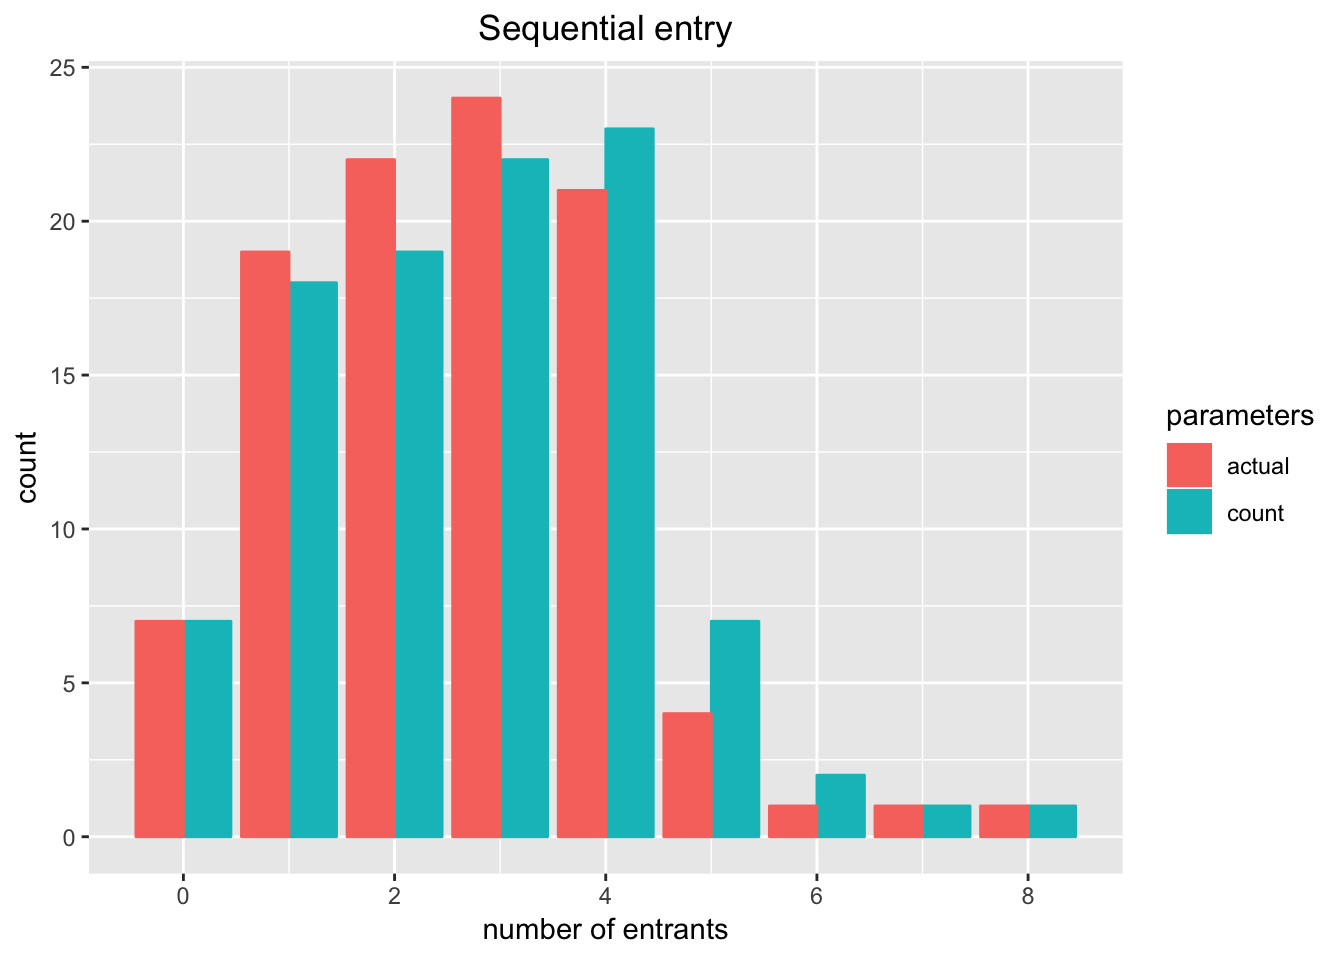 Sequential entry
25
20
15
10
5
0
count
0 2 4 6 8
number of entrants
parameters
actual
count